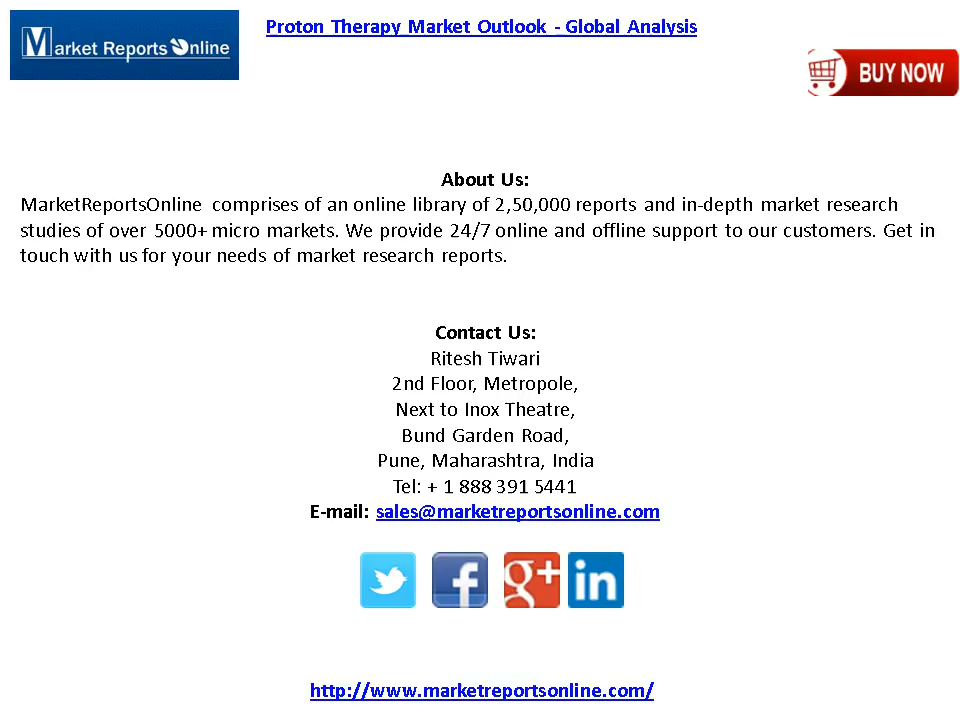 Market Reports Online
Proton Therapy Market Outlook - Global Analysis
BUY NOW
About Us:
MarketReportsOnline comprises of an online library of 2,50,000 reports and in-depth market research
studies of over 5000+ micro markets. We provide 24/7 online and offline support to our customers. Get in
touch with us for your needs of market research reports.
Contact Us:
Ritesh Tiwari
2nd Floor, Metropole,
Next to Inox Theatre,
Bund Garden Road,
Pune, Maharashtra, India
Tel: + 1 888 391 5441
E-mail: sales@marketreportsonline.com
f g+ in
http://www.marketreportsonline.com/